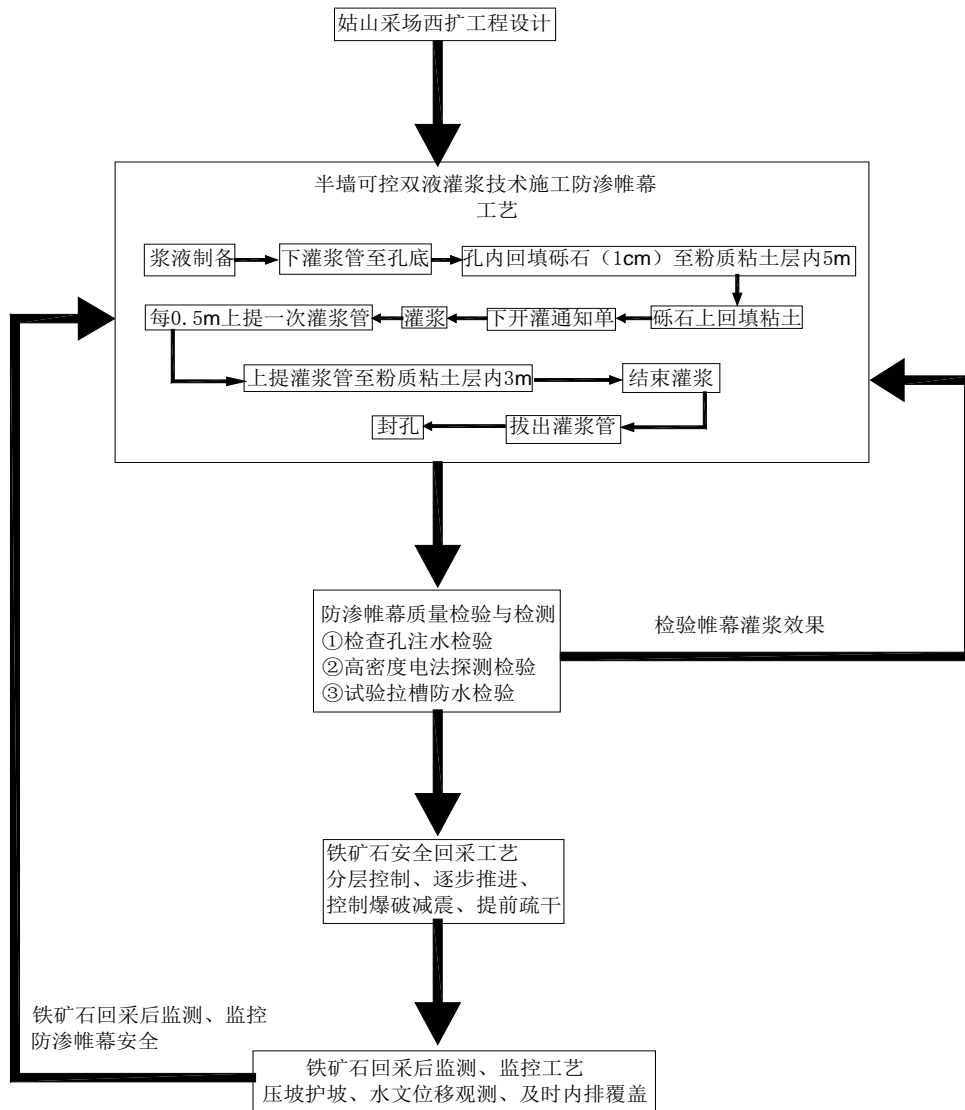 姑山采场西扩工程设计
半墙可控双液灌浆技术施工防渗帷幕
工艺
浆液制备
下灌浆管至孔底
孔内回填砾石（1cm）至粉质粘土层内5m
每0.5m上提一次灌浆管
灌浆
下开灌通知单
砾石上回填粘土
上提灌浆管至粉质粘土层内3m
结束灌浆
封孔
拔出灌浆管
防渗帷幕质量检验与检测
①检查孔注水检验
②高密度电法探测检验
③试验拉槽防水检验
检验帷幕灌浆效果
铁矿石安全回采工艺
分层控制、逐步推进、
控制爆破减震、提前疏干
铁矿石回采后监测、监控
防渗帷幕安全
铁矿石回采后监测、监控工艺
压坡护坡、水文位移观测、及时内排覆盖